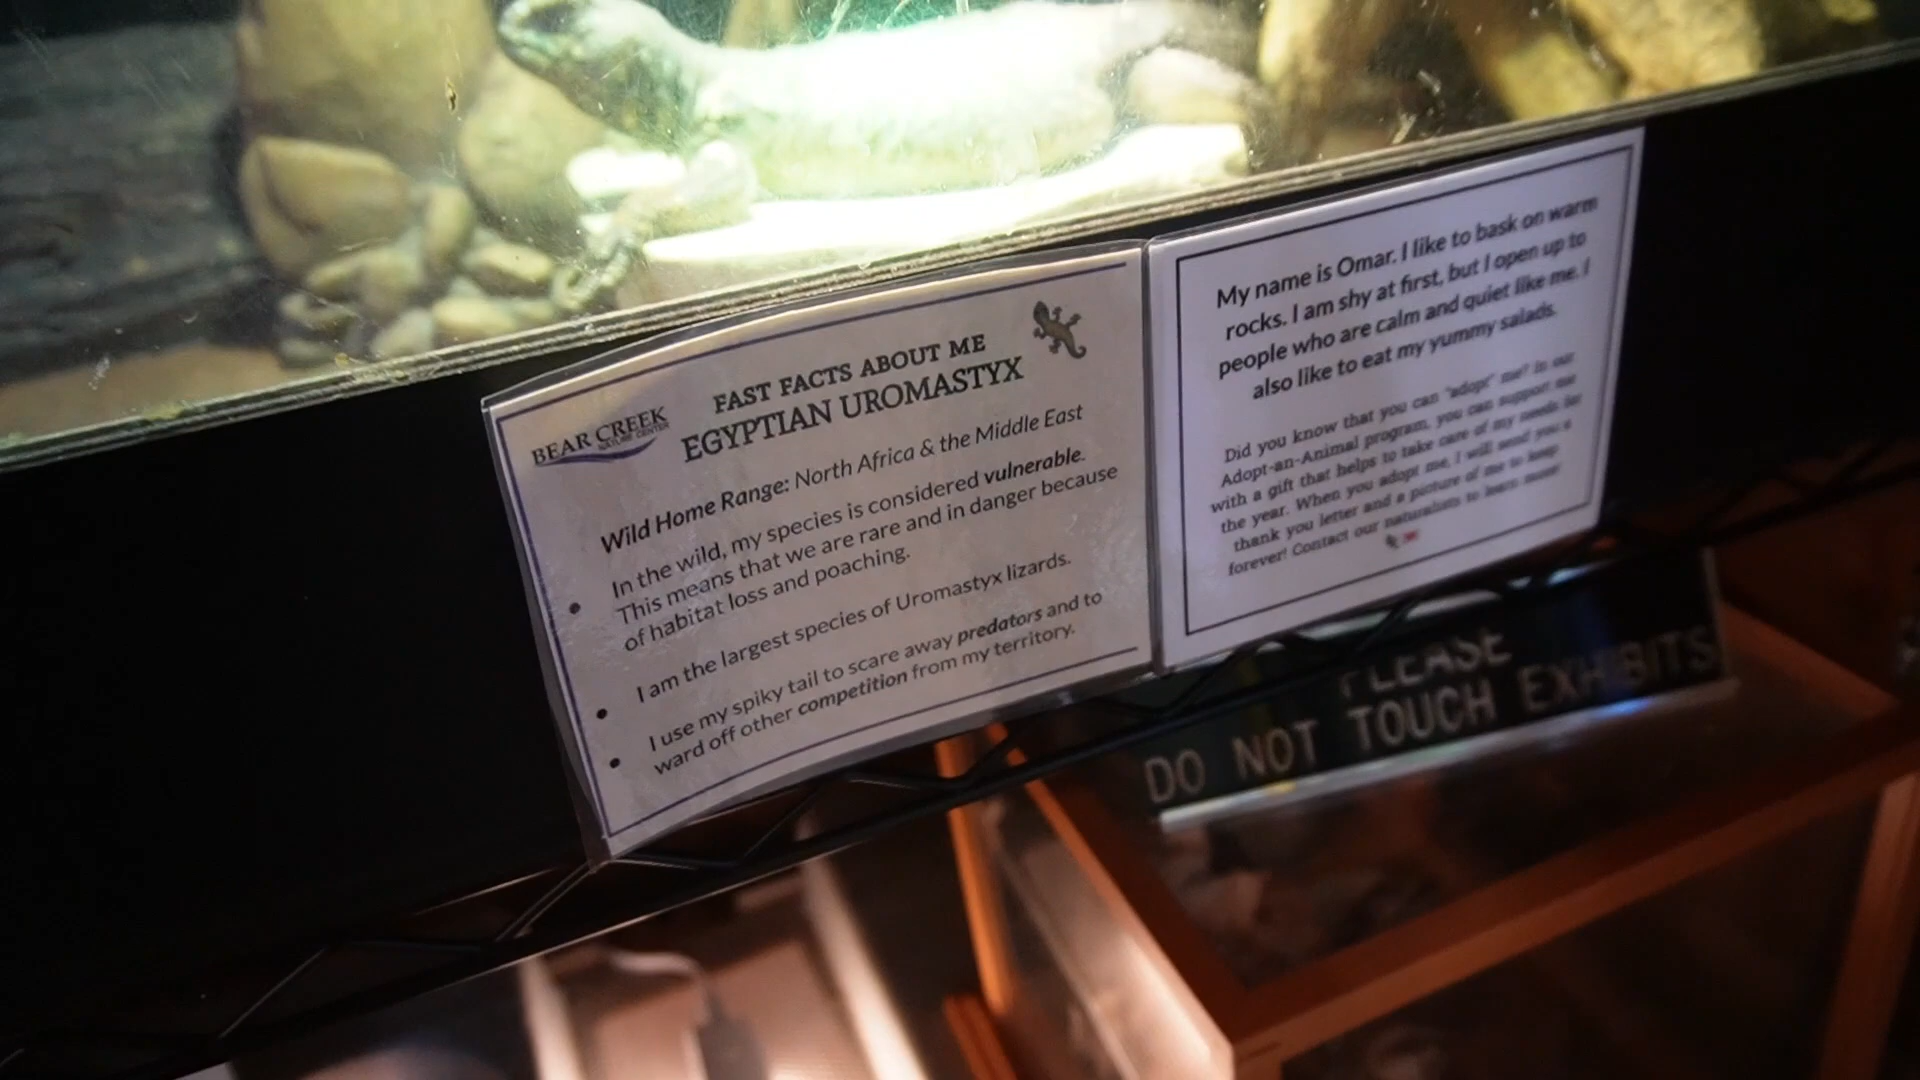 BEAR CREEK
NATURE CENTER
FAST FACTS ABOUT ME
EGYPTIAN UROMASTYX
Wild Home Range: North Africa & the Middle East
• In the wild, my species is considered vulnerable.
This means that we are rare and in danger because
of habitat loss and poaching.
• I am the largest species of Uromastyx lizards.
• I use my spiky tail to scare away predators and to
ward off other competition from my territory.
My name is Omar. I like to bask on warm
rocks. I am shy at first, but I open up to
people who are calm and quiet like me. I
also like to eat my yummy salads.
Did you know that you can "adopt" me? In our
Adopt-an-Animal program, you can support me
with a gift that helps to take care of my needs for
the year. When you adopt me, I will send you a
thank you letter and a picture of me to keep
forever! Contact our naturalists to learn more!
PLEASE
DO NOT TOUCH EXHIBITS